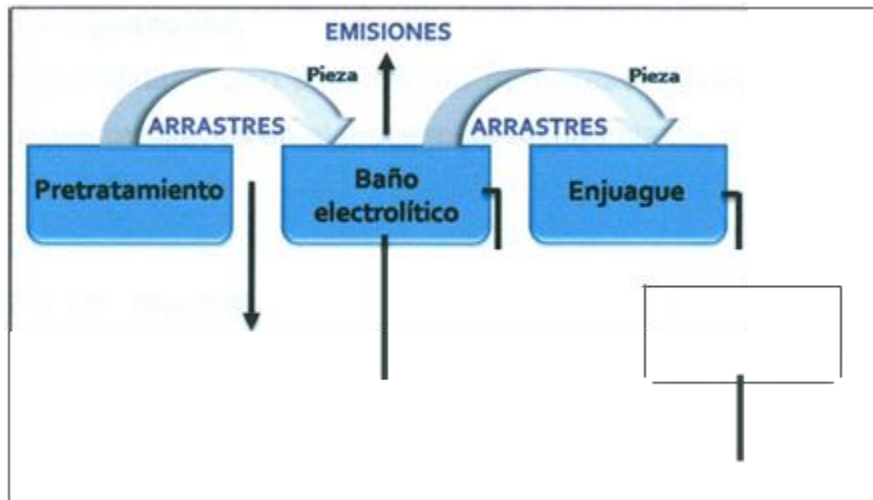 EMISIONES
Pieza
Pieza
ARRASTRES
ARRASTRES
Pretratamiento
Baño
electrolítico
Enjuague